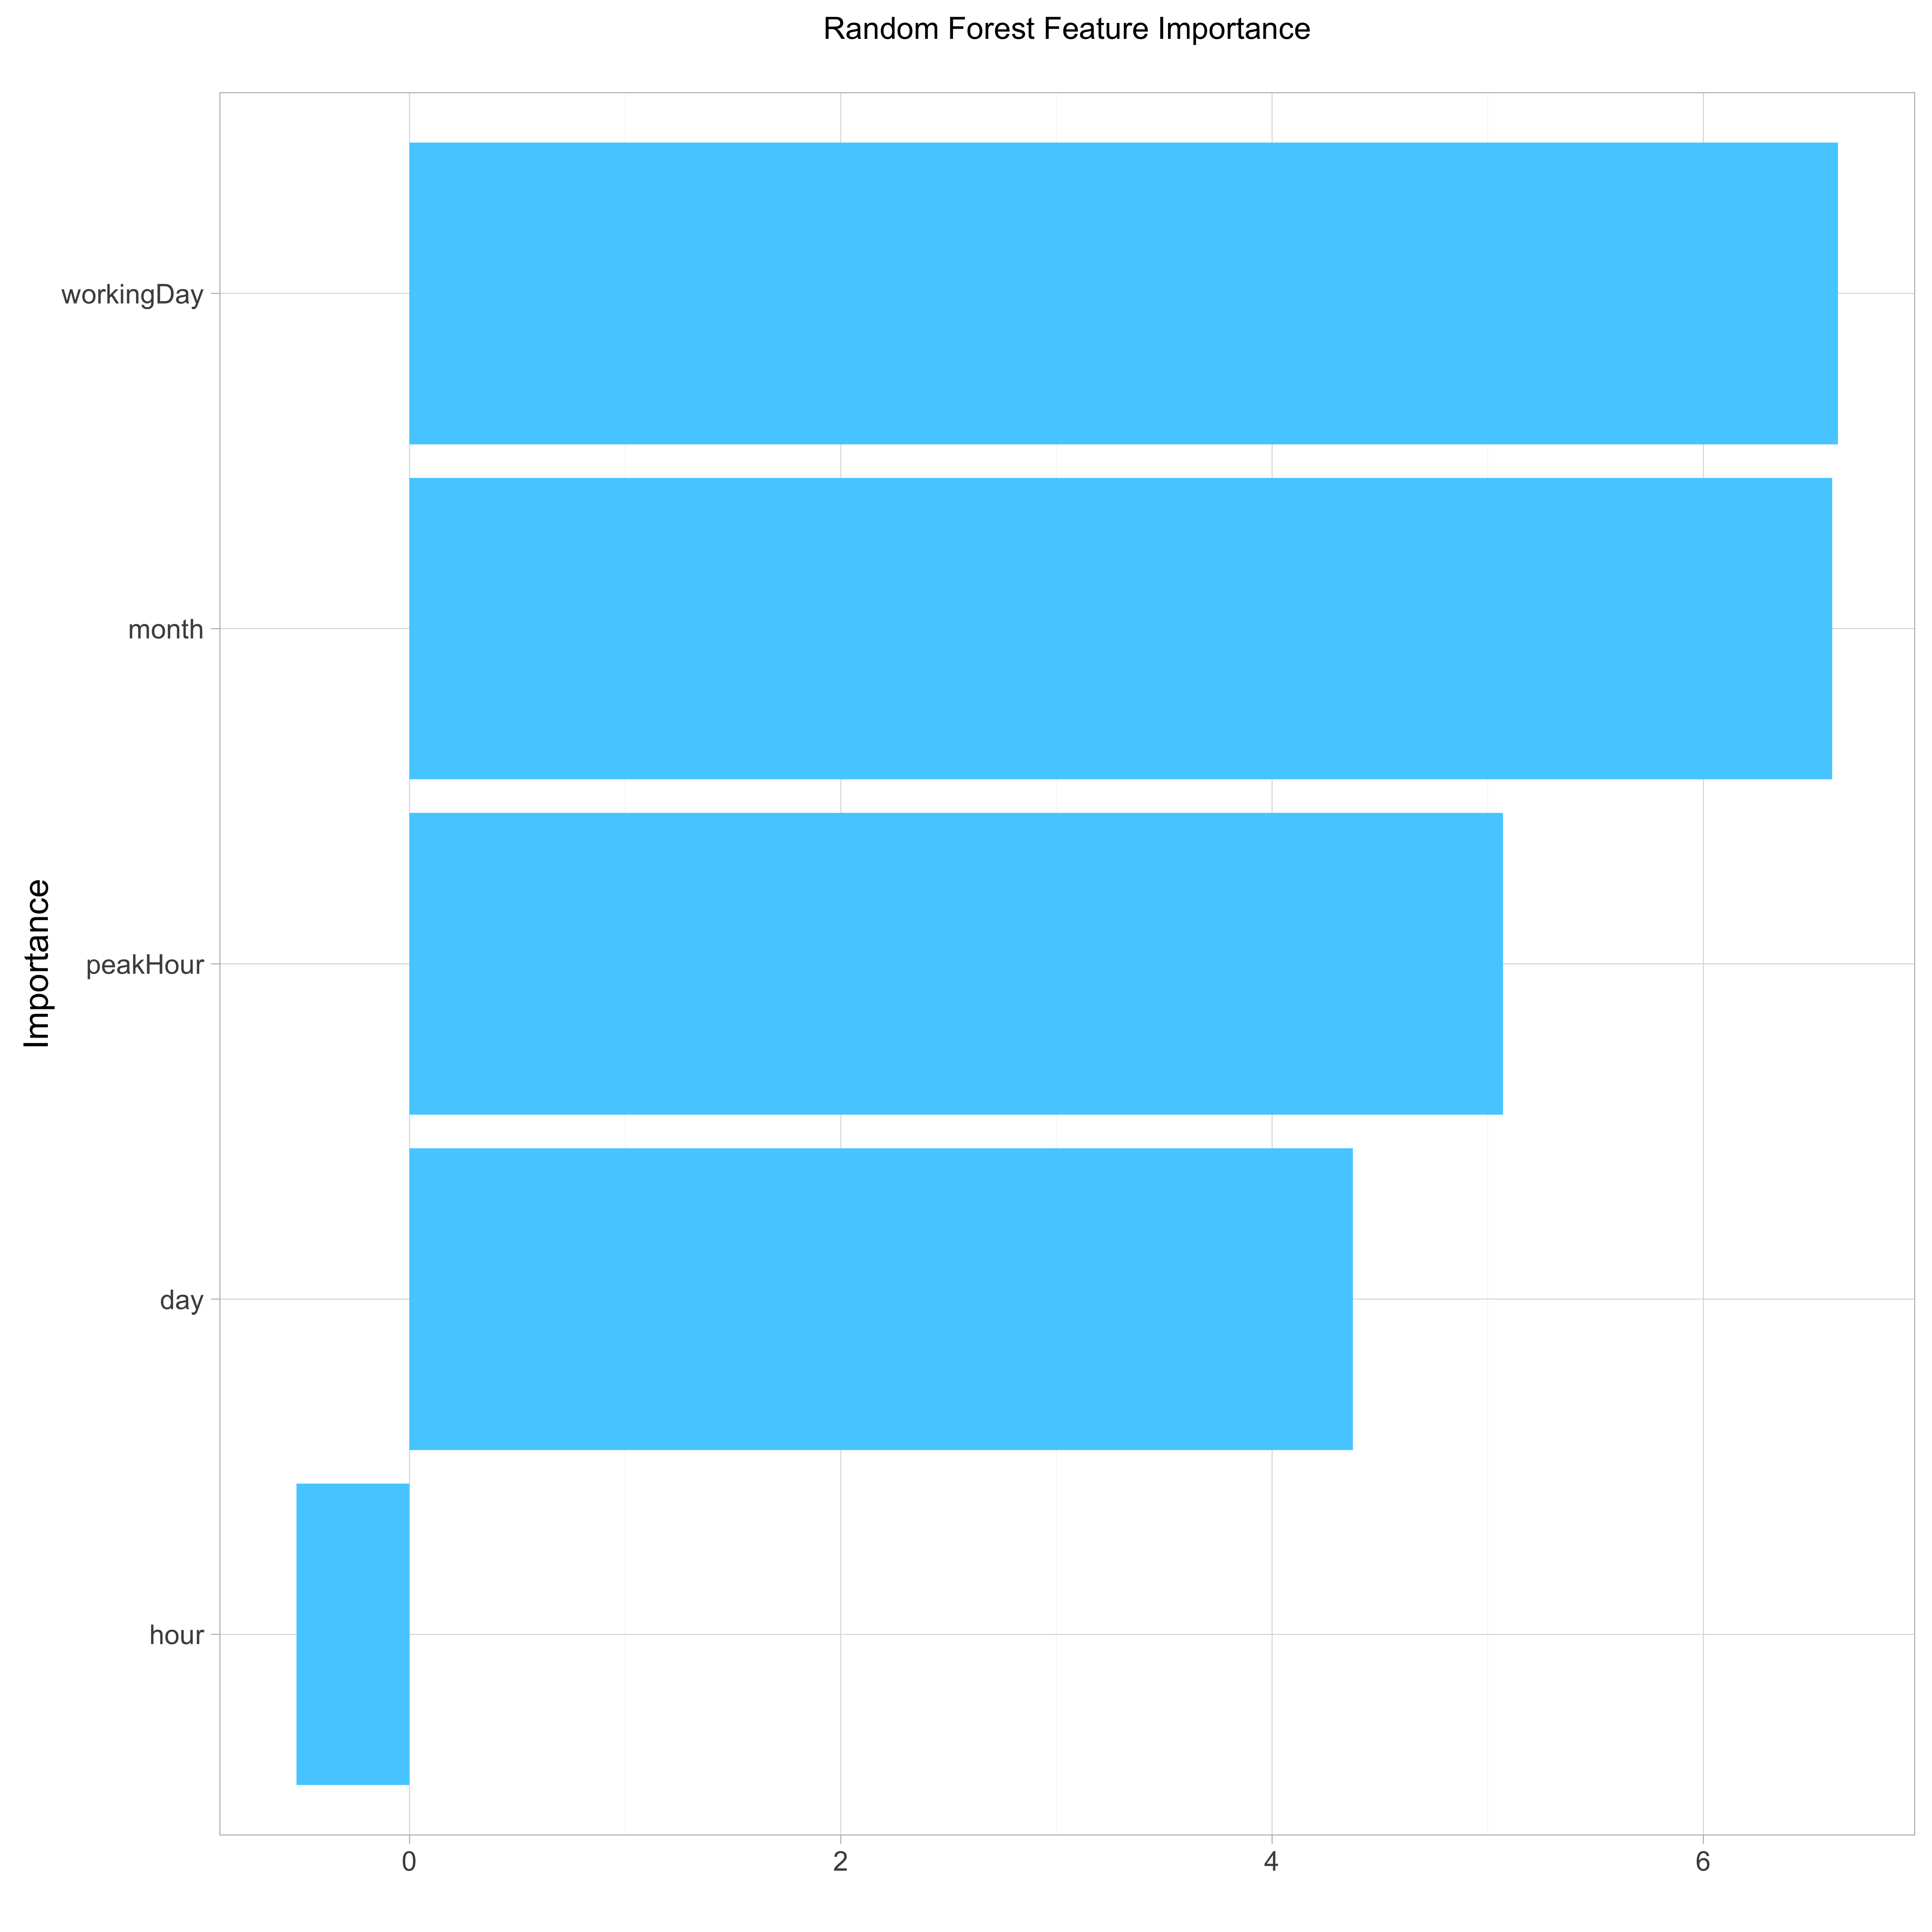 Random Forest Feature Importance
workingDay
month
peakHour
day
hour
Importance
0 2 4 6